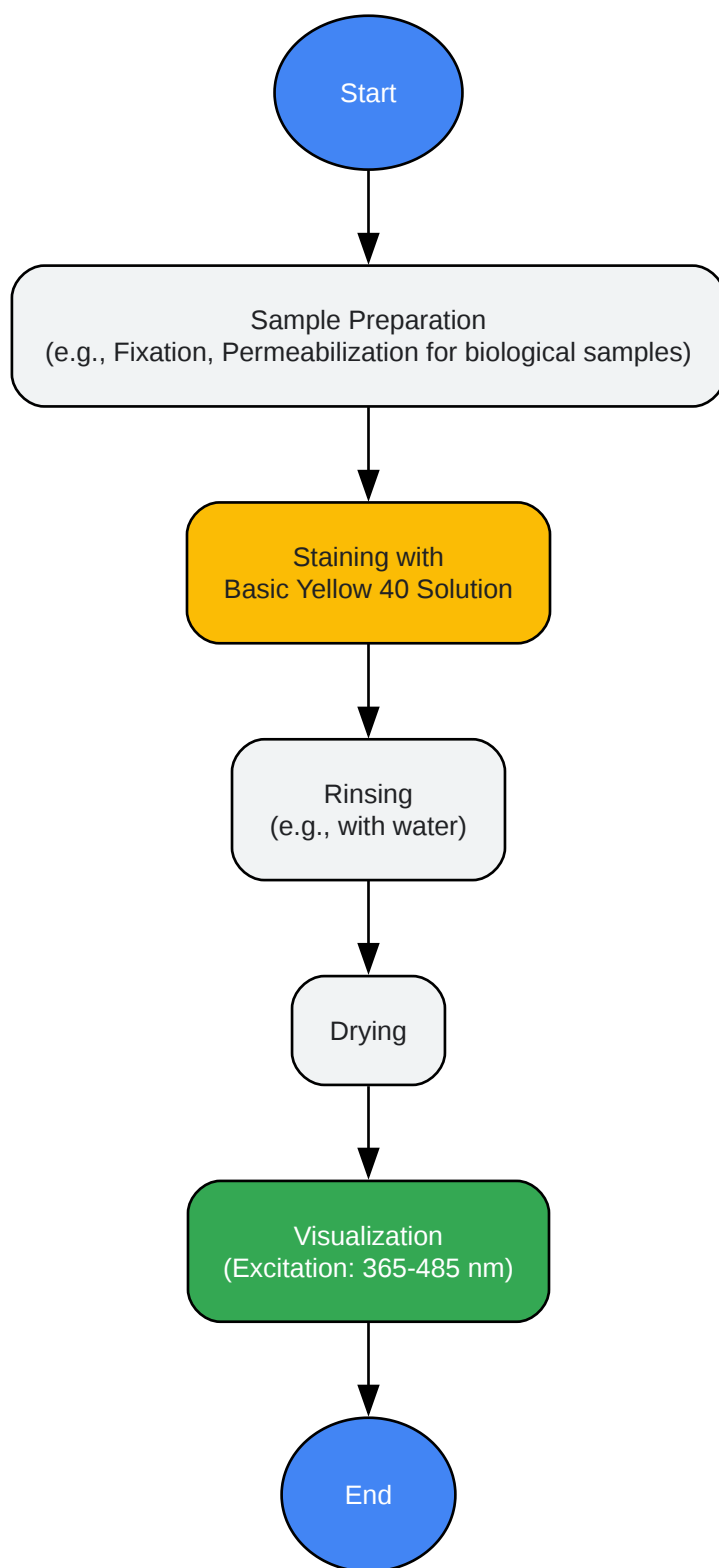 Start
Sample Preparation
(e.g., Fixation, Permeabilization for biological samples)
Staining with
Basic Yellow 40 Solution
Rinsing
(e.g., with water)
Drying
Visualization
(Excitation: 365-485 nm)
End